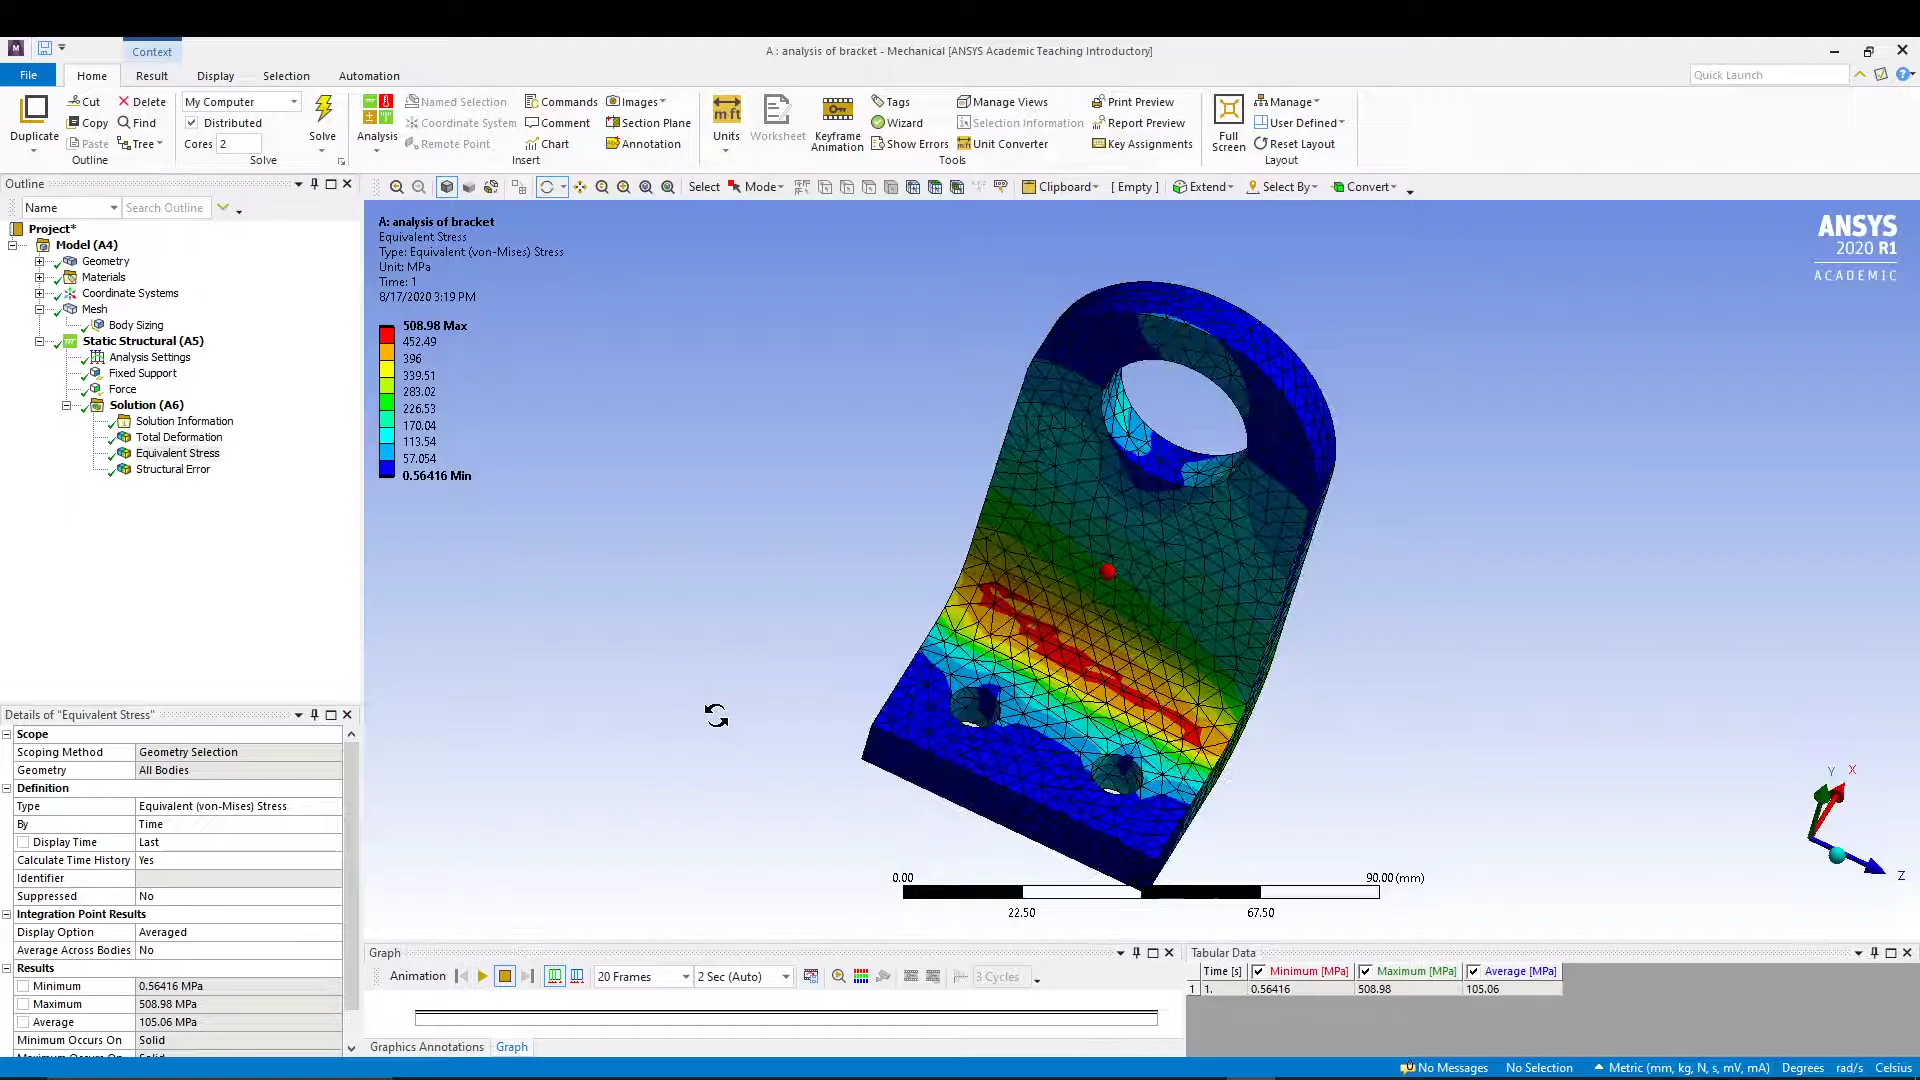 Context
A : analysis of bracket - Mechanical [ANSYS Academic Teaching Introductory]
File Home Result Display Selection Automation
Quick Launch
Duplicate
Cut
Copy
Paste
Delete
Find
Tree
Outline
My Computer
Distributed
Cores 2
Solve
Solve
Analysis
Named Selection
Coordinate System
Remote Point
Commands
Comment
Chart
Images
Section Plane
Annotation
Insert
Units
Worksheet
Keyframe
Animation
Tags
Wizard
Show Errors
Manage Views
Selection Information
Unit Converter
Print Preview
Report Preview
Key Assignments
Tools
Full
Screen
Manage
User Defined
Reset Layout
Layout
Outline
Name Search Outline
Select Mode Clipboard [ Empty ] Extend Select By Convert
Project*
Model (A4)
Geometry
Materials
Coordinate Systems
Mesh
Body Sizing
Static Structural (A5)
Analysis Settings
Fixed Support
Force
Solution (A6)
Solution Information
Total Deformation
Equivalent Stress
Structural Error
A: analysis of bracket
Equivalent Stress
Type: Equivalent (von-Mises) Stress
Unit: MPa
Time: 1
8/17/2020 3:19 PM
508.98 Max
452.49
396
339.51
283.02
226.53
170.04
113.54
57.054
0.56416 Min
ANSYS
2020 R1
ACADEMIC
Y X
Z
0.00 90.00 (mm)
22.50 67.50
Details of "Equivalent Stress"
Scope
Scoping Method Geometry Selection
Geometry All Bodies
Definition
Type Equivalent (von-Mises) Stress
By Time
Display Time Last
Calculate Time History Yes
Identifier
Suppressed No
Integration Point Results
Display Option Averaged
Average Across Bodies No
Results
Minimum 0.56416 MPa
Maximum 508.98 MPa
Average 105.06 MPa
Minimum Occurs On Solid
Maximum Occurs On Solid
Graph
Animation 20 Frames 2 Sec (Auto) 3 Cycles
Graphics Annotations Graph
Tabular Data
Time [s] Minimum [MPa] Maximum [MPa] Average [MPa]
1 1. 0.56416 508.98 105.06
No Messages No Selection Metric (mm, kg, N, s, mV, mA) Degrees rad/s Celsius